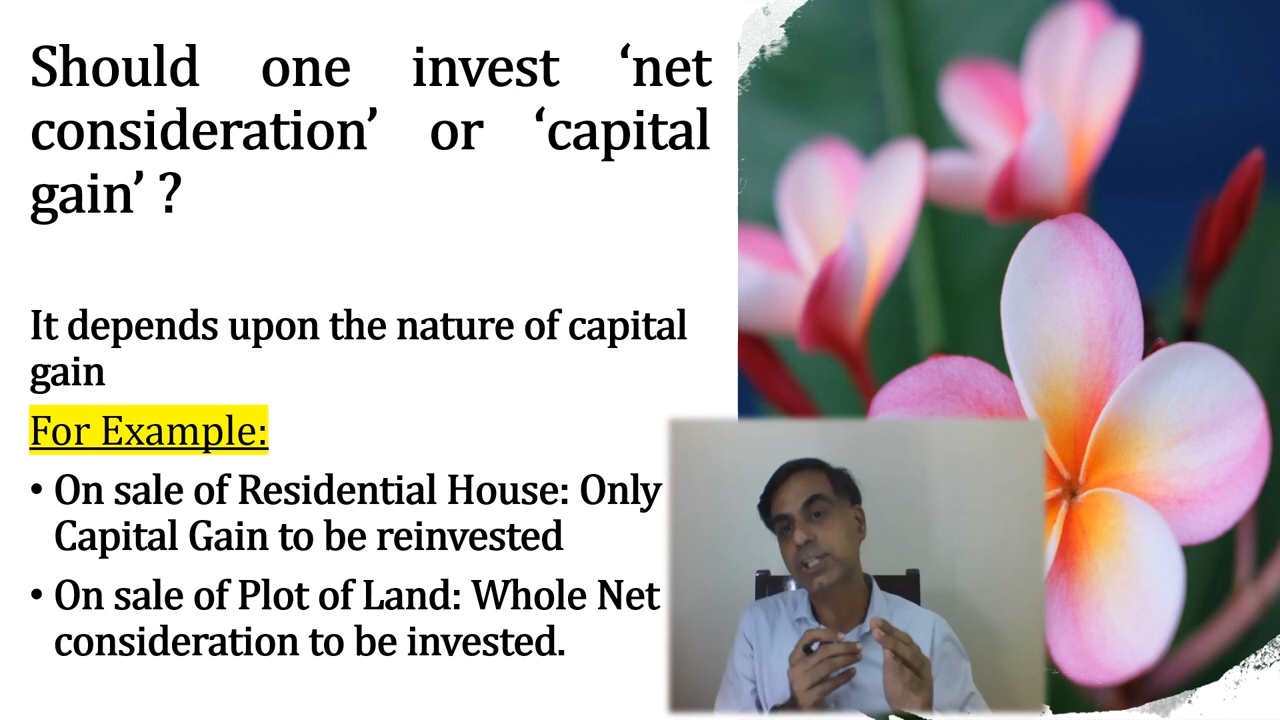 Should one invest ‘net
consideration’ or ‘capital
gain’ ?
It depends upon the nature of capital
gain
For Example:
• On sale of Residential House: Only
Capital Gain to be reinvested
• On sale of Plot of Land: Whole Net
consideration to be invested.